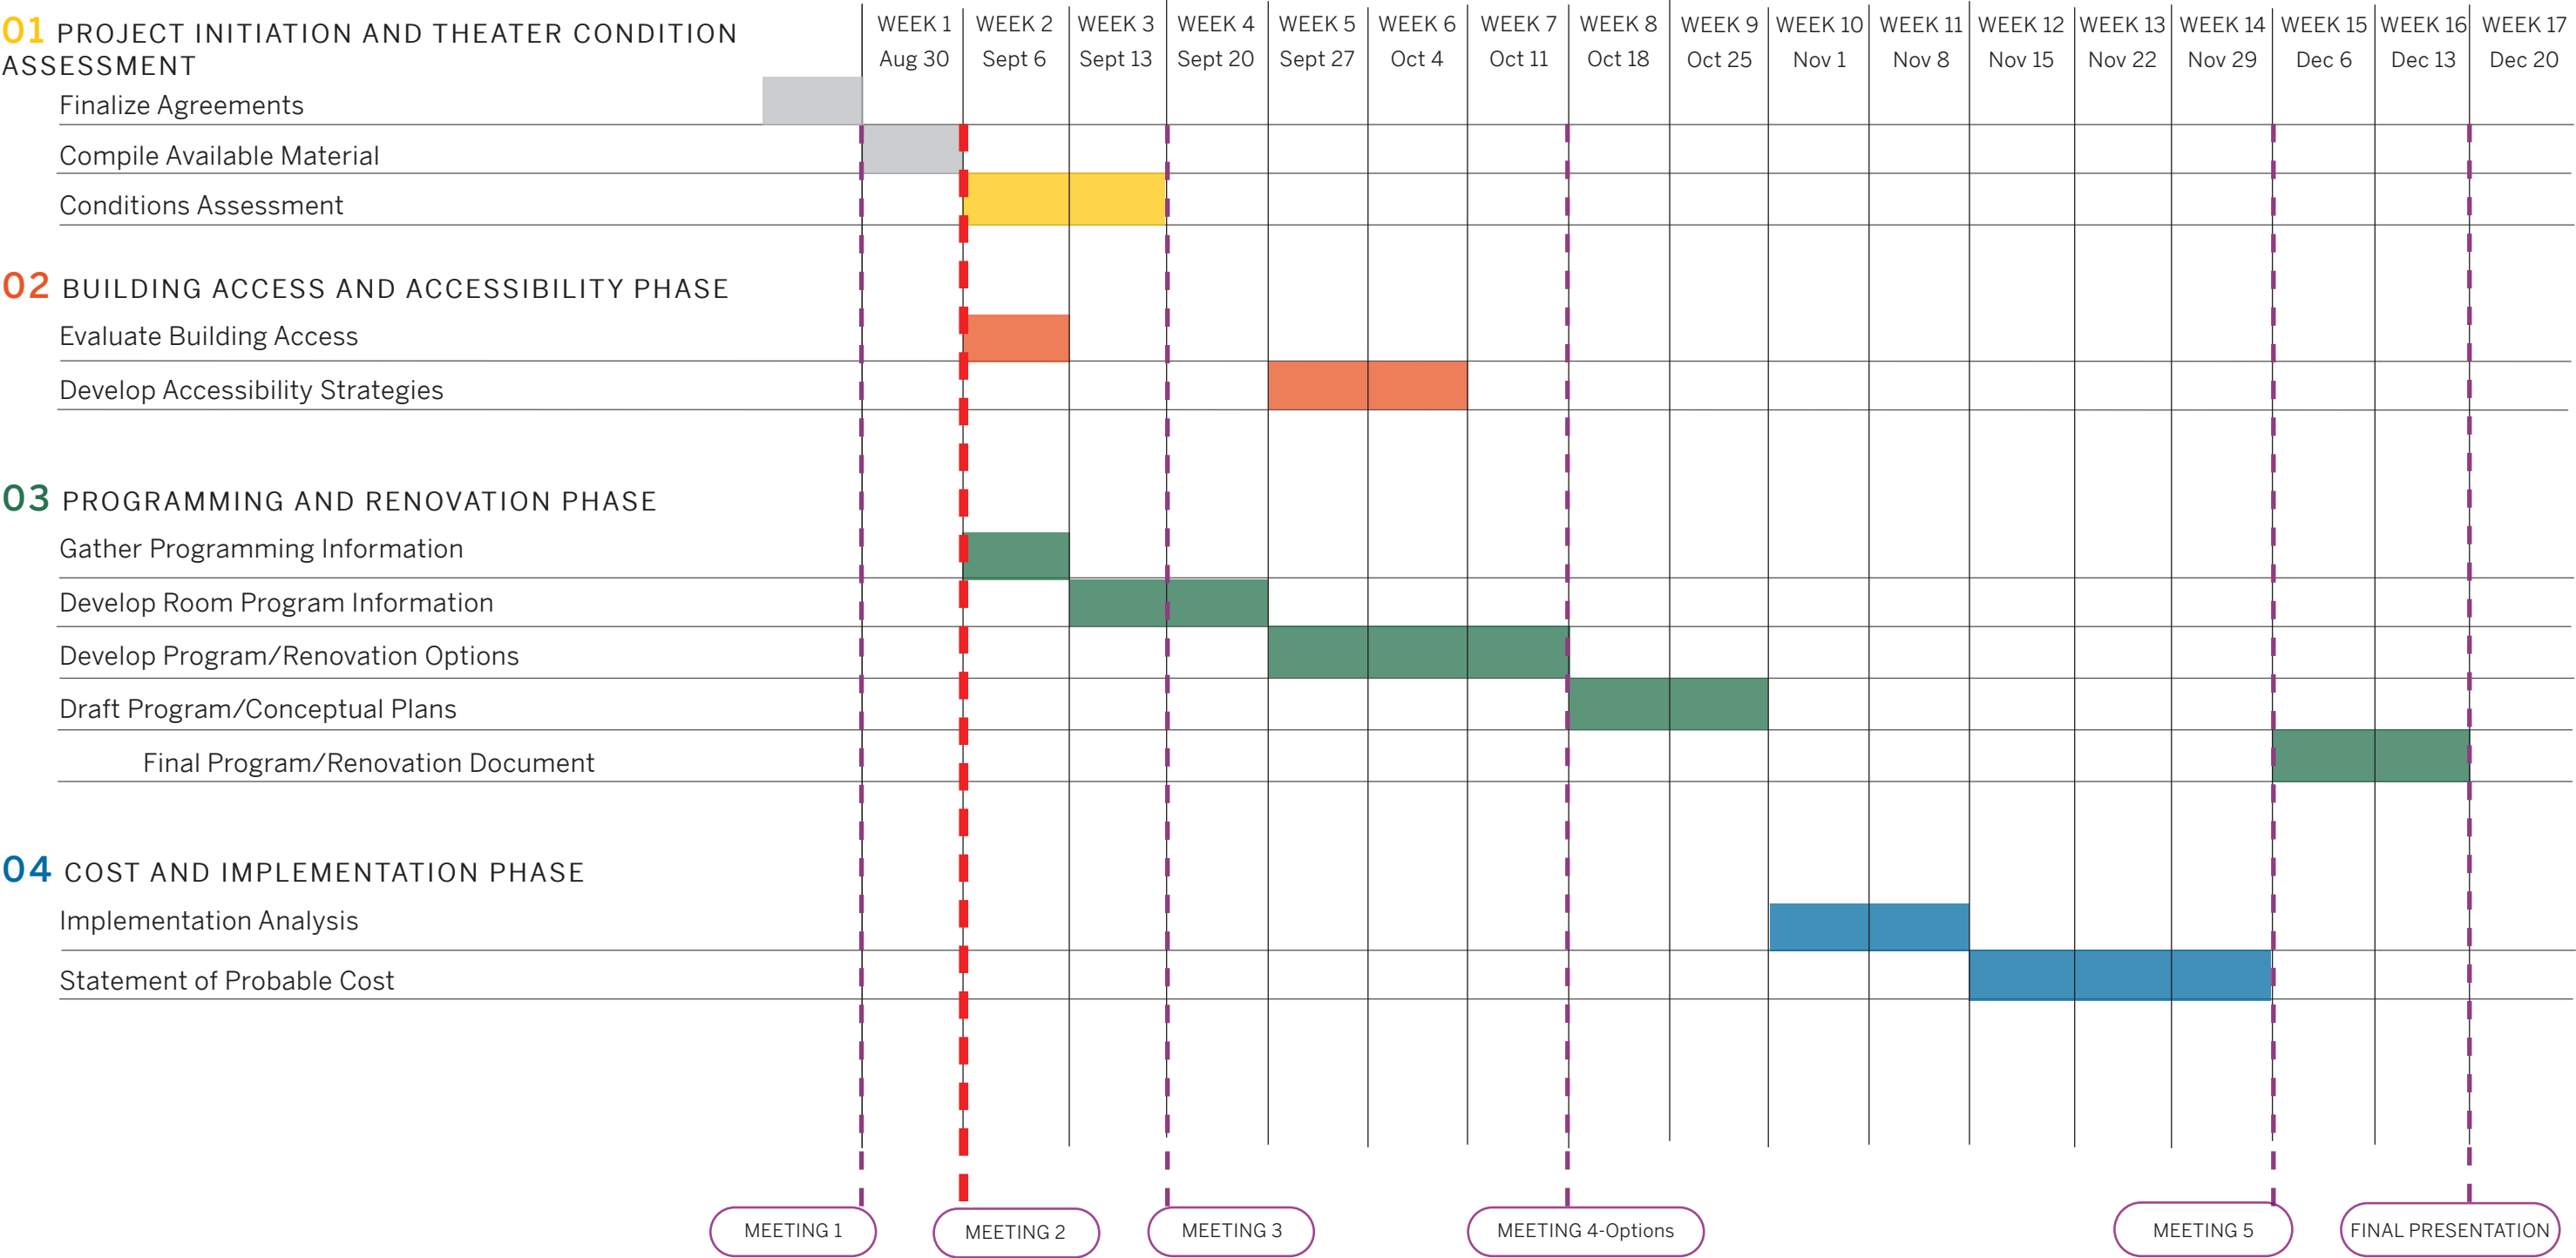 01 PROJECT INITIATION AND THEATER CONDITION
ASSESSMENT
WEEK 1 WEEK 2 WEEK 3 WEEK 4 WEEK 5 WEEK 6 WEEK 7 WEEK 8 WEEK 9 WEEK 10 WEEK 11 WEEK 12 WEEK 13 WEEK 14 WEEK 15 WEEK 16 WEEK 17
Aug 30 Sept 6 Sept 13 Sept 20 Sept 27 Oct 4 Oct 11 Oct 18 Oct 25 Nov 1 Nov 8 Nov 15 Nov 22 Nov 29 Dec 6 Dec 13 Dec 20
Finalize Agreements
Compile Available Material
Conditions Assessment
02 BUILDING ACCESS AND ACCESSIBILITY PHASE
Evaluate Building Access
Develop Accessibility Strategies
03 PROGRAMMING AND RENOVATION PHASE
Gather Programming Information
Develop Room Program Information
Develop Program/Renovation Options
Draft Program/Conceptual Plans
Final Program/Renovation Document
04 COST AND IMPLEMENTATION PHASE
Implementation Analysis
Statement of Probable Cost
MEETING 1 MEETING 2 MEETING 3 MEETING 4-Options MEETING 5 FINAL PRESENTATION